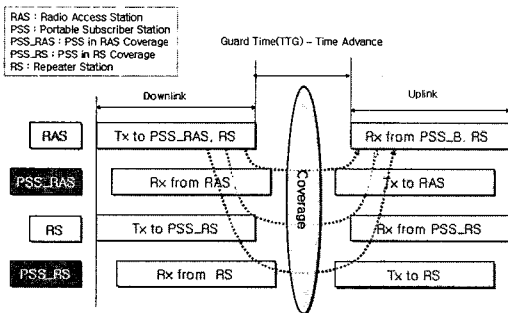 RAS : Radio Access Station
PSS : Portable Subscriber Station
PSS_RAS : PSS in RAS Coverage
PSS_RS : PSS in RS Coverage
RS : Repeater Station
Guard Time(TTG) - Time Advance
Downlink
Uplink
RAS
Tx to PSS_RAS, RS
Rx from PSS_B, RS
PSS_RAS
Rx from RAS
Tx to RAS
Coverage
RS
Tx to PSS_RS
Rx from PSS_RS
PSS_RS
Rx from RS
Tx to RS